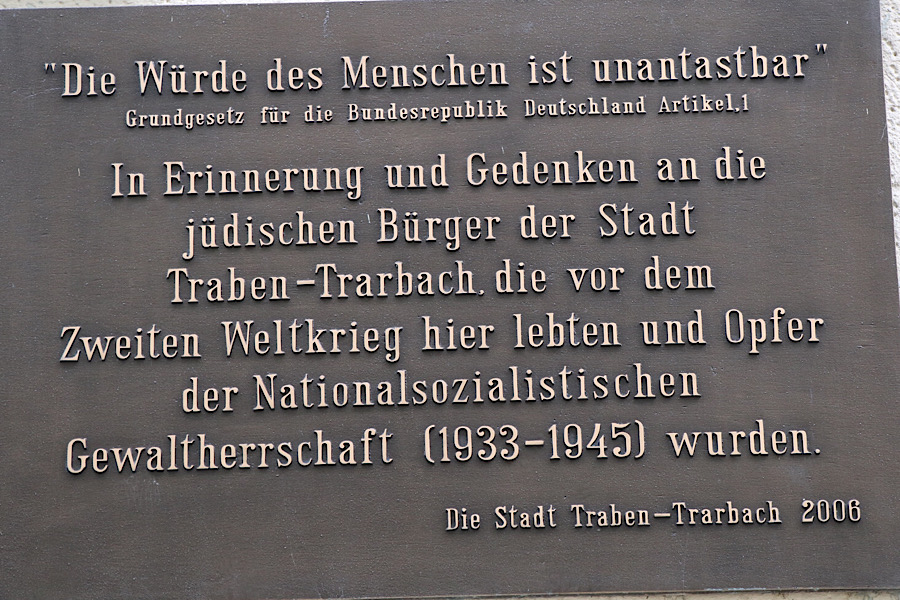 "Die Würde des Menschen ist unantastbar"
Grundgesetz für die Bundesrepublik Deutschland Artikel.1
In Erinnerung und Gedenken an die
jüdischen Bürger der Stadt
Traben-Trarbach, die vor dem
Zweiten Weltkrieg hier lebten und Opfer
der Nationalsozialistischen
Gewaltherrschaft (1933-1945) wurden.
Die Stadt Traben-Trarbach 2006